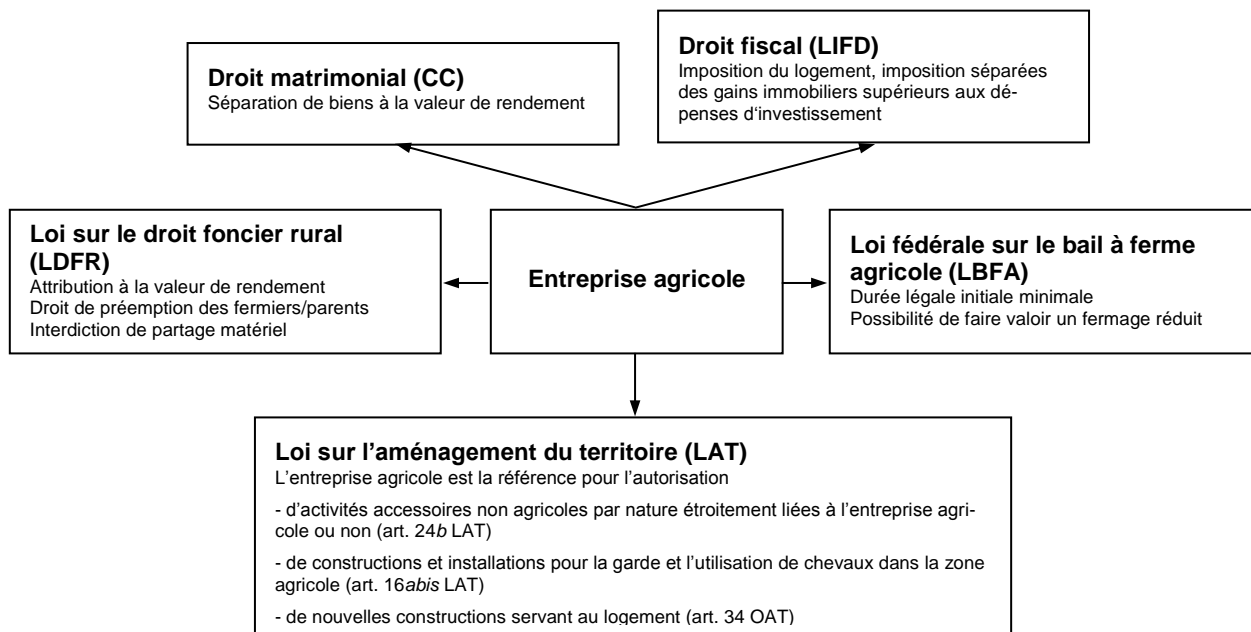 Droit matrimonial (CC)
Séparation de biens à la valeur de rendement
Droit fiscal (LIFD)
Imposition du logement, imposition séparées
des gains immobiliers supérieurs aux dé-
penses d‘investissement
Loi sur le droit foncier rural
(LDFR)
Attribution à la valeur de rendement
Droit de préemption des fermiers/parents
Interdiction de partage matériel
Entreprise agricole
Loi fédérale sur le bail à ferme
agricole (LBFA)
Durée légale initiale minimale
Possibilité de faire valoir un fermage réduit
Loi sur l’aménagement du territoire (LAT)
L’entreprise agricole est la référence pour l’autorisation
- d’activités accessoires non agricoles par nature étroitement liées à l’entreprise agri-
cole ou non (art. 24b LAT)
- de constructions et installations pour la garde et l’utilisation de chevaux dans la zone
agricole (art. 16abis LAT)
- de nouvelles constructions servant au logement (art. 34 OAT)